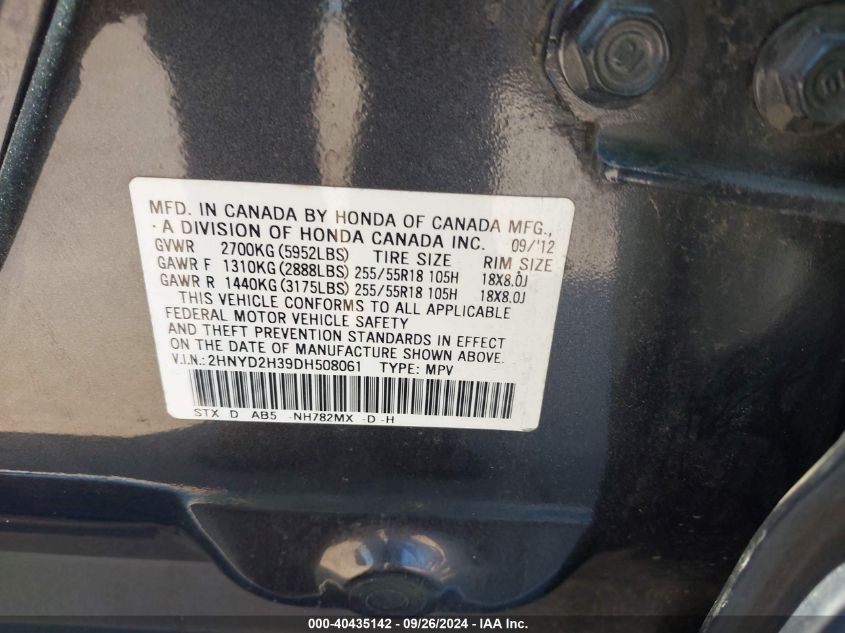 MFD. IN CANADA BY HONDA OF CANADA MFG.,
A DIVISION OF HONDA CANADA INC. 09/'12
GVWR 2700KG (5952LBS) TIRE SIZE RIM SIZE
GAWR F 1310KG (2888LBS) 255/55R18 105H 18X8.0J
GAWR R 1440KG (3175LBS) 255/55R18 105H 18X8.0J
THIS VEHICLE CONFORMS TO ALL APPLICABLE
FEDERAL MOTOR VEHICLE SAFETY
AND THEFT PREVENTION STANDARDS IN EFFECT
ON THE DATE OF MANUFACTURE SHOWN ABOVE.
V.I.N.: 2HNYD2H39DH508061 TYPE: MPV
STX D AB5 -NH782MX -D -H
000-40435142 - 09/26/2024 - IAA, Inc.